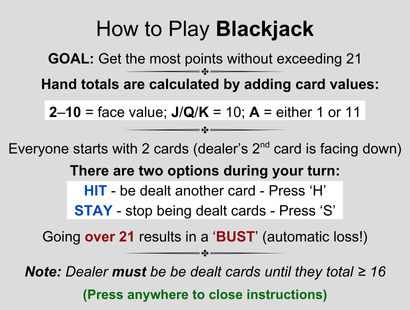 How to Play Blackjack
GOAL: Get the most points without exceeding 21
Hand totals are calculated by adding card values:
2–10 = face value; J/Q/K = 10; A = either 1 or 11
Everyone starts with 2 cards (dealer's 2nd card is facing down)
There are two options during your turn:
HIT - be dealt another card - Press 'H'
STAY - stop being dealt cards - Press 'S'
Going over 21 results in a 'BUST' (automatic loss!)
Note: Dealer must be be dealt cards until they total ≥ 16
(Press anywhere to close instructions)